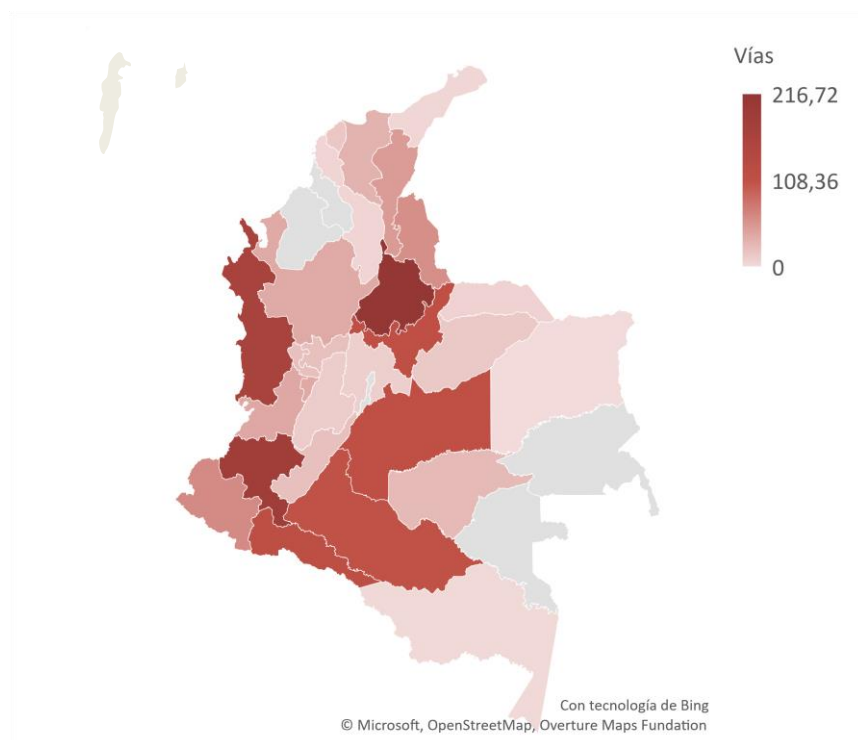 Vías
216,72
108,36
0
Con tecnología de Bing
© Microsoft, OpenStreetMap, Overture Maps Fundation